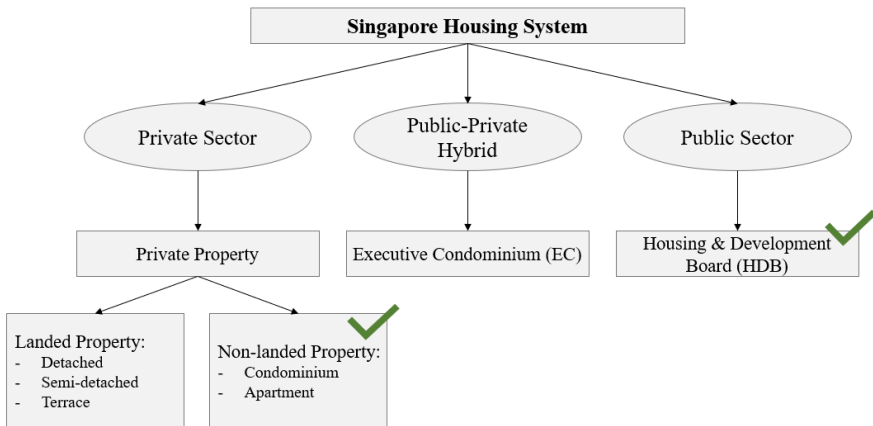 Singapore Housing System
Private Sector
Public-Private
Hybrid
Public Sector
Private Property
Executive Condominium (EC)
Housing & Development
Board (HDB)
Landed Property:
- Detached
- Semi-detached
- Terrace
Non-landed Property:
- Condominium
- Apartment